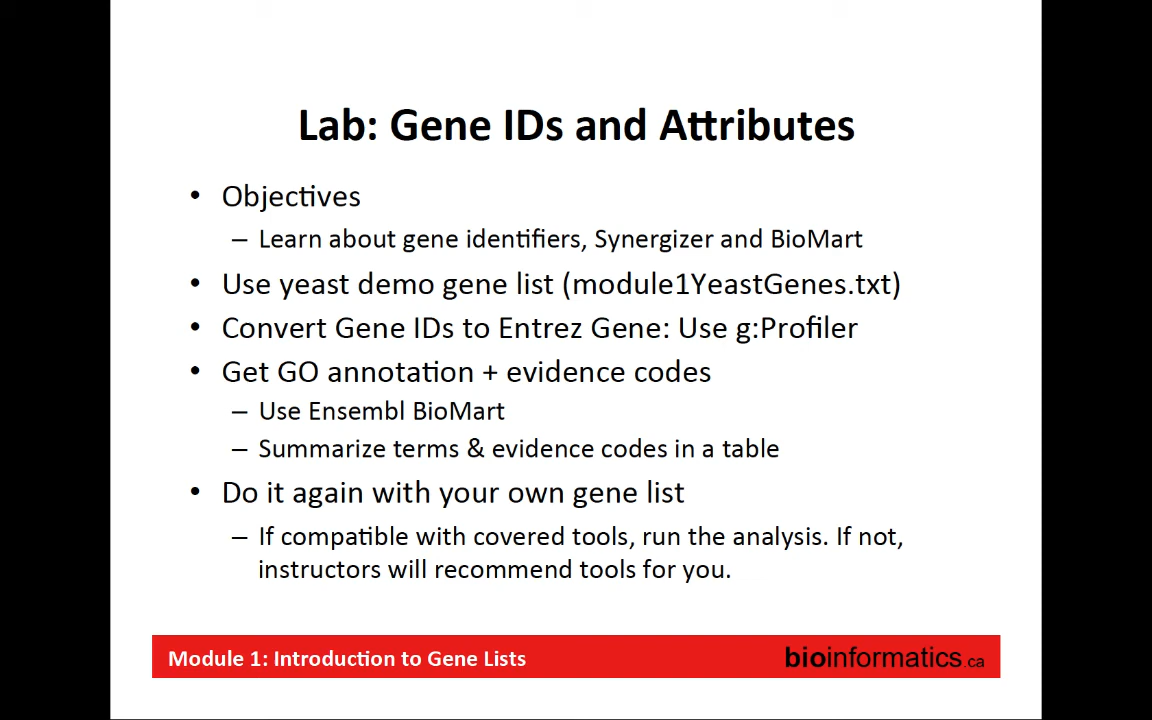 Lab: Gene IDs and Attributes
• Objectives
– Learn about gene identifiers, Synergizer and BioMart
• Use yeast demo gene list (module1YeastGenes.txt)
• Convert Gene IDs to Entrez Gene: Use g:Profiler
• Get GO annotation + evidence codes
– Use Ensembl BioMart
– Summarize terms & evidence codes in a table
• Do it again with your own gene list
– If compatible with covered tools, run the analysis. If not,
instructors will recommend tools for you.
Module 1: Introduction to Gene Lists
bioinformatics.ca